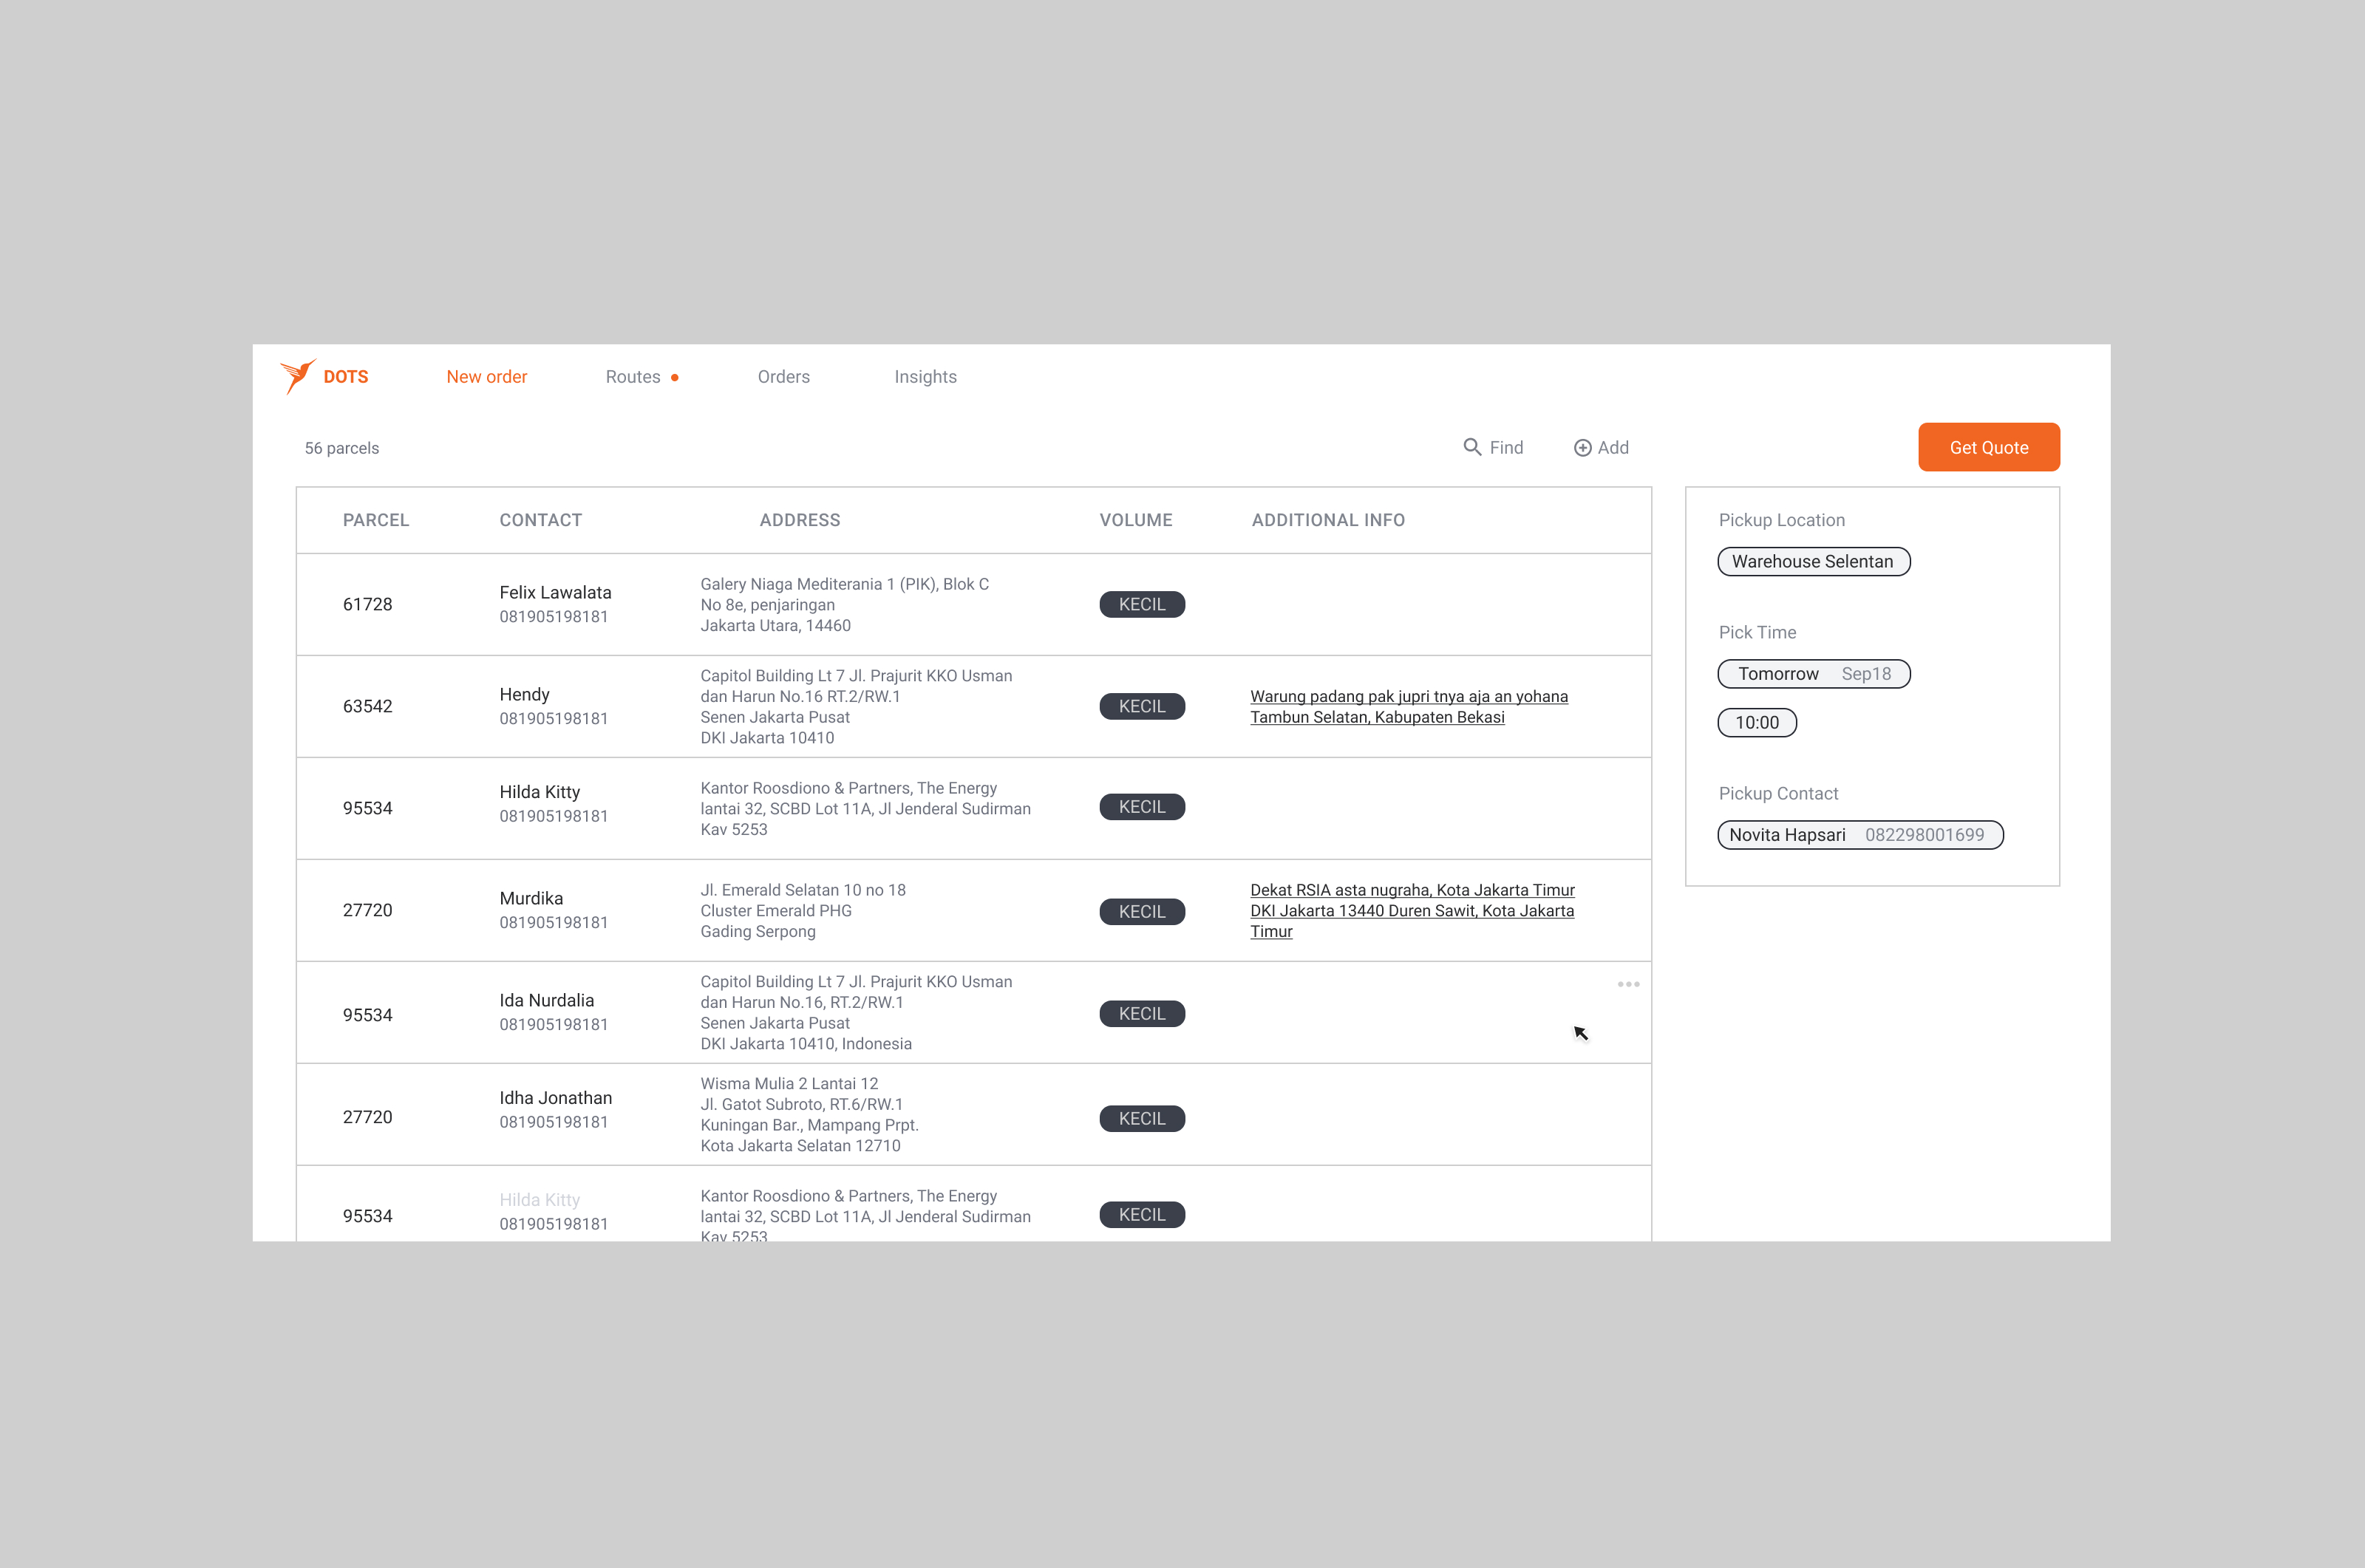 DOTS New order Routes Orders Insights
56 parcels Find Add Get Quote
PARCEL CONTACT ADDRESS VOLUME ADDITIONAL INFO
61728
Felix Lawalata
081905198181
Galery Niaga Mediterania 1 (PIK), Blok C
No 8e, penjaringan
Jakarta Utara, 14460
KECIL
63542
Hendy
081905198181
Capitol Building Lt 7 Jl. Prajurit KKO Usman
dan Harun No.16 RT.2/RW.1
Senen Jakarta Pusat
DKI Jakarta 10410
KECIL
Warung padang pak jupri tnya aja an yohana
Tambun Selatan, Kabupaten Bekasi
95534
Hilda Kitty
081905198181
Kantor Roosdiono & Partners, The Energy
lantai 32, SCBD Lot 11A, Jl Jenderal Sudirman
Kav 5253
KECIL
27720
Murdika
081905198181
Jl. Emerald Selatan 10 no 18
Cluster Emerald PHG
Gading Serpong
KECIL
Dekat RSIA asta nugraha, Kota Jakarta Timur
DKI Jakarta 13440 Duren Sawit, Kota Jakarta
Timur
95534
Ida Nurdalia
081905198181
Capitol Building Lt 7 Jl. Prajurit KKO Usman
dan Harun No.16, RT.2/RW.1
Senen Jakarta Pusat
DKI Jakarta 10410, Indonesia
KECIL
27720
Idha Jonathan
081905198181
Wisma Mulia 2 Lantai 12
Jl. Gatot Subroto, RT.6/RW.1
Kuningan Bar., Mampang Prpt.
Kota Jakarta Selatan 12710
KECIL
95534
Hilda Kitty
081905198181
Kantor Roosdiono & Partners, The Energy
lantai 32, SCBD Lot 11A, Jl Jenderal Sudirman
Kav 5253
KECIL
Pickup Location
Warehouse Selentan
Pick Time
Tomorrow Sep18
10:00
Pickup Contact
Novita Hapsari 082298001699